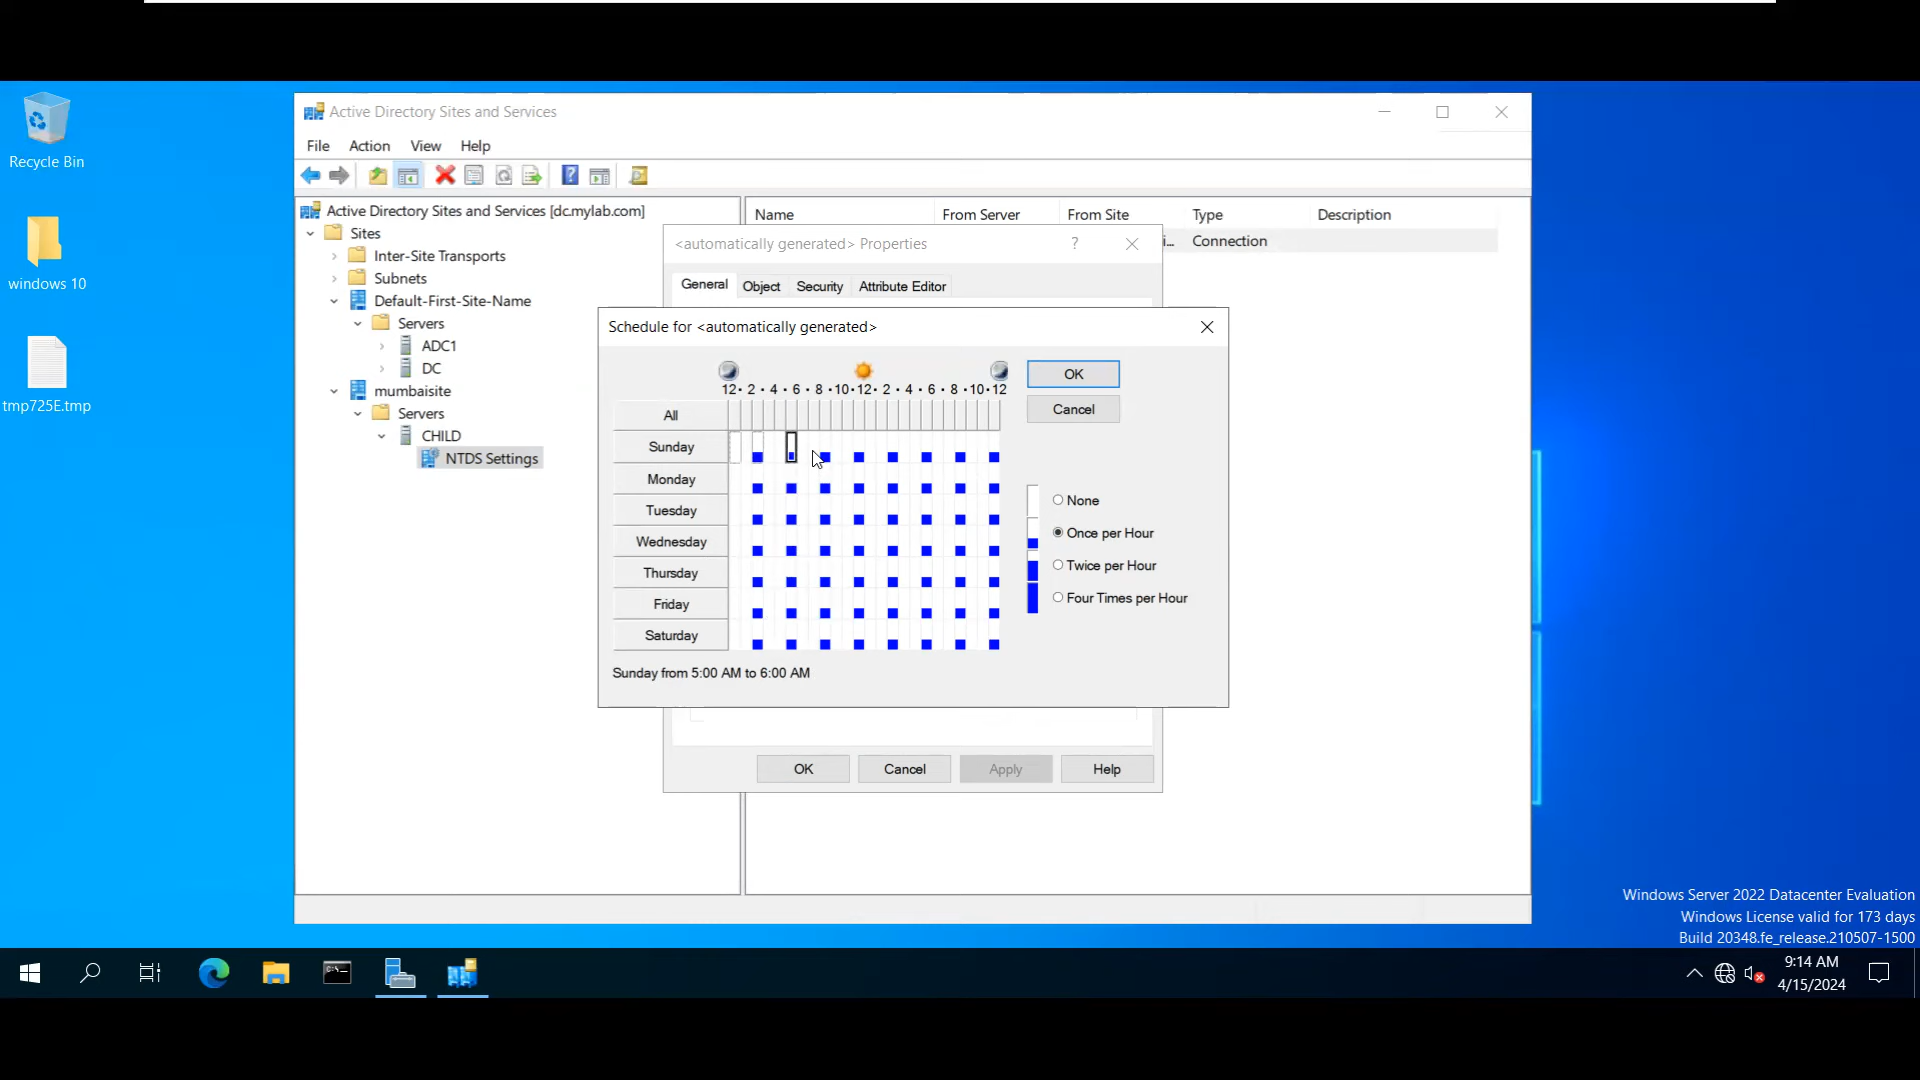 Recycle Bin
windows 10
tmp725E.tmp
Active Directory Sites and Services
File Action View Help
Active Directory Sites and Services [dc.mylab.com]
Sites
Inter-Site Transports
Subnets
Default-First-Site-Name
Servers
ADC1
DC
mumbaisite
Servers
CHILD
NTDS Settings
Name From Server From Site Type Description
i... Connection
<automatically generated> Properties ?
General Object Security Attribute Editor
Schedule for <automatically generated>
12 · 2 · 4 · 6 · 8 · 10 · 12 · 2 · 4 · 6 · 8 · 10 · 12
All
Sunday
Monday
Tuesday
Wednesday
Thursday
Friday
Saturday
Sunday from 5:00 AM to 6:00 AM
OK
Cancel
None
Once per Hour
Twice per Hour
Four Times per Hour
OK Cancel Apply Help
Windows Server 2022 Datacenter Evaluation
Windows License valid for 173 days
Build 20348.fe_release.210507-1500
9:14 AM
4/15/2024